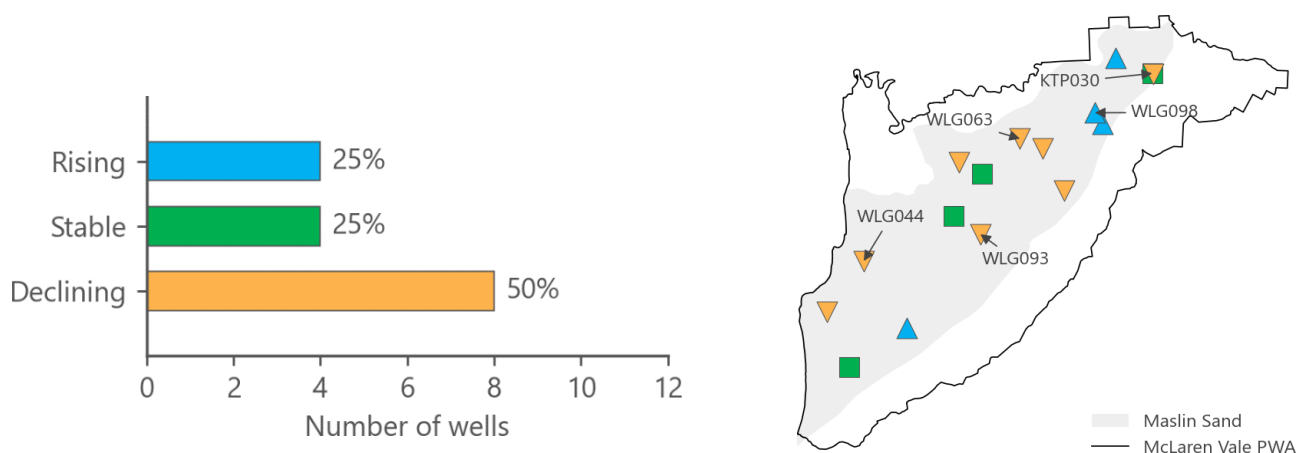 Rising
25%
Stable
25%
Declining
50%
0 2 4 6 8 10 12
Number of wells
KTP030
WLG098
WLG063
WLG044
WLG093
Maslin Sand
McLaren Vale PWA